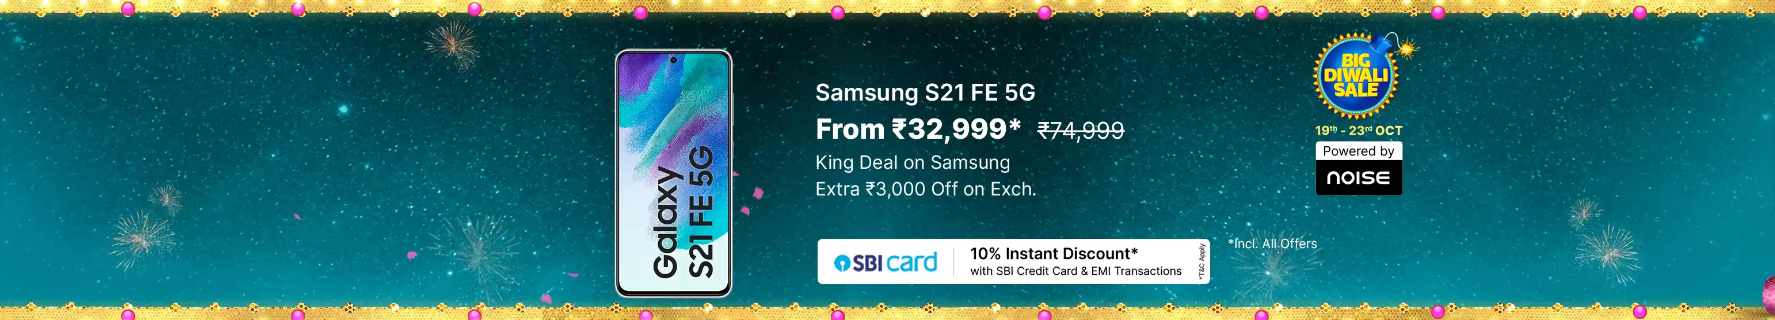 Galaxy
S21 FE 5G
Samsung S21 FE 5G
From ₹32,999* ₹74,999
King Deal on Samsung
Extra ₹3,000 Off on Exch.
SBI card
10% Instant Discount*
with SBI Credit Card & EMI Transactions
*T&C Apply
*Incl. All Offers
BIG
DIWALI
SALE
19th - 23rd OCT
Powered by
NOISE